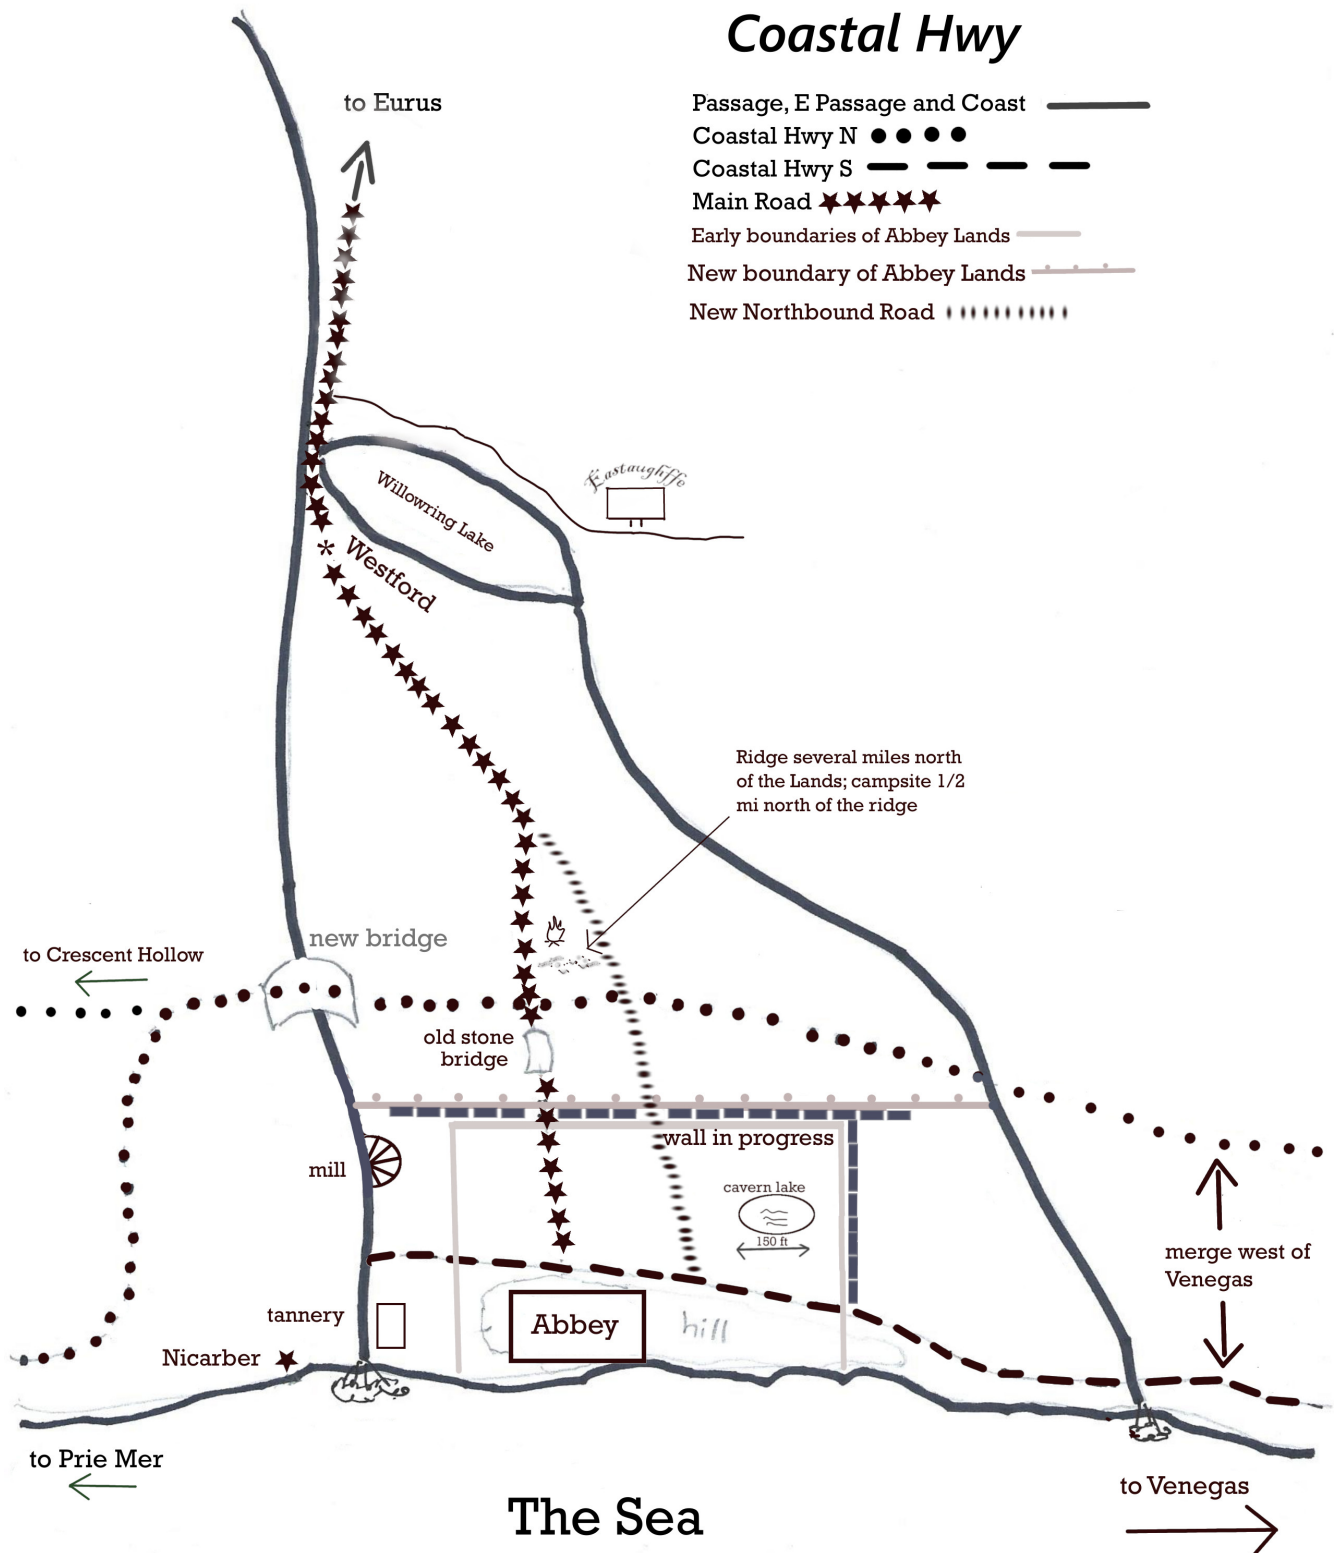 Coastal Hwy
to Eurus
Passage, E Passage and Coast
Coastal Hwy N
Coastal Hwy S
Main Road
Early boundaries of Abbey Lands
New boundary of Abbey Lands
New Northbound Road
Eastaughffe
Willowring Lake
Westford
Ridge several miles north
of the Lands; campsite 1/2
mi north of the ridge
new bridge
to Crescent Hollow
old stone
bridge
wall in progress
mill
cavern lake
150 ft
merge west of
Venegas
tannery
Abbey
hill
Nicarber
to Prie Mer
to Venegas
The Sea